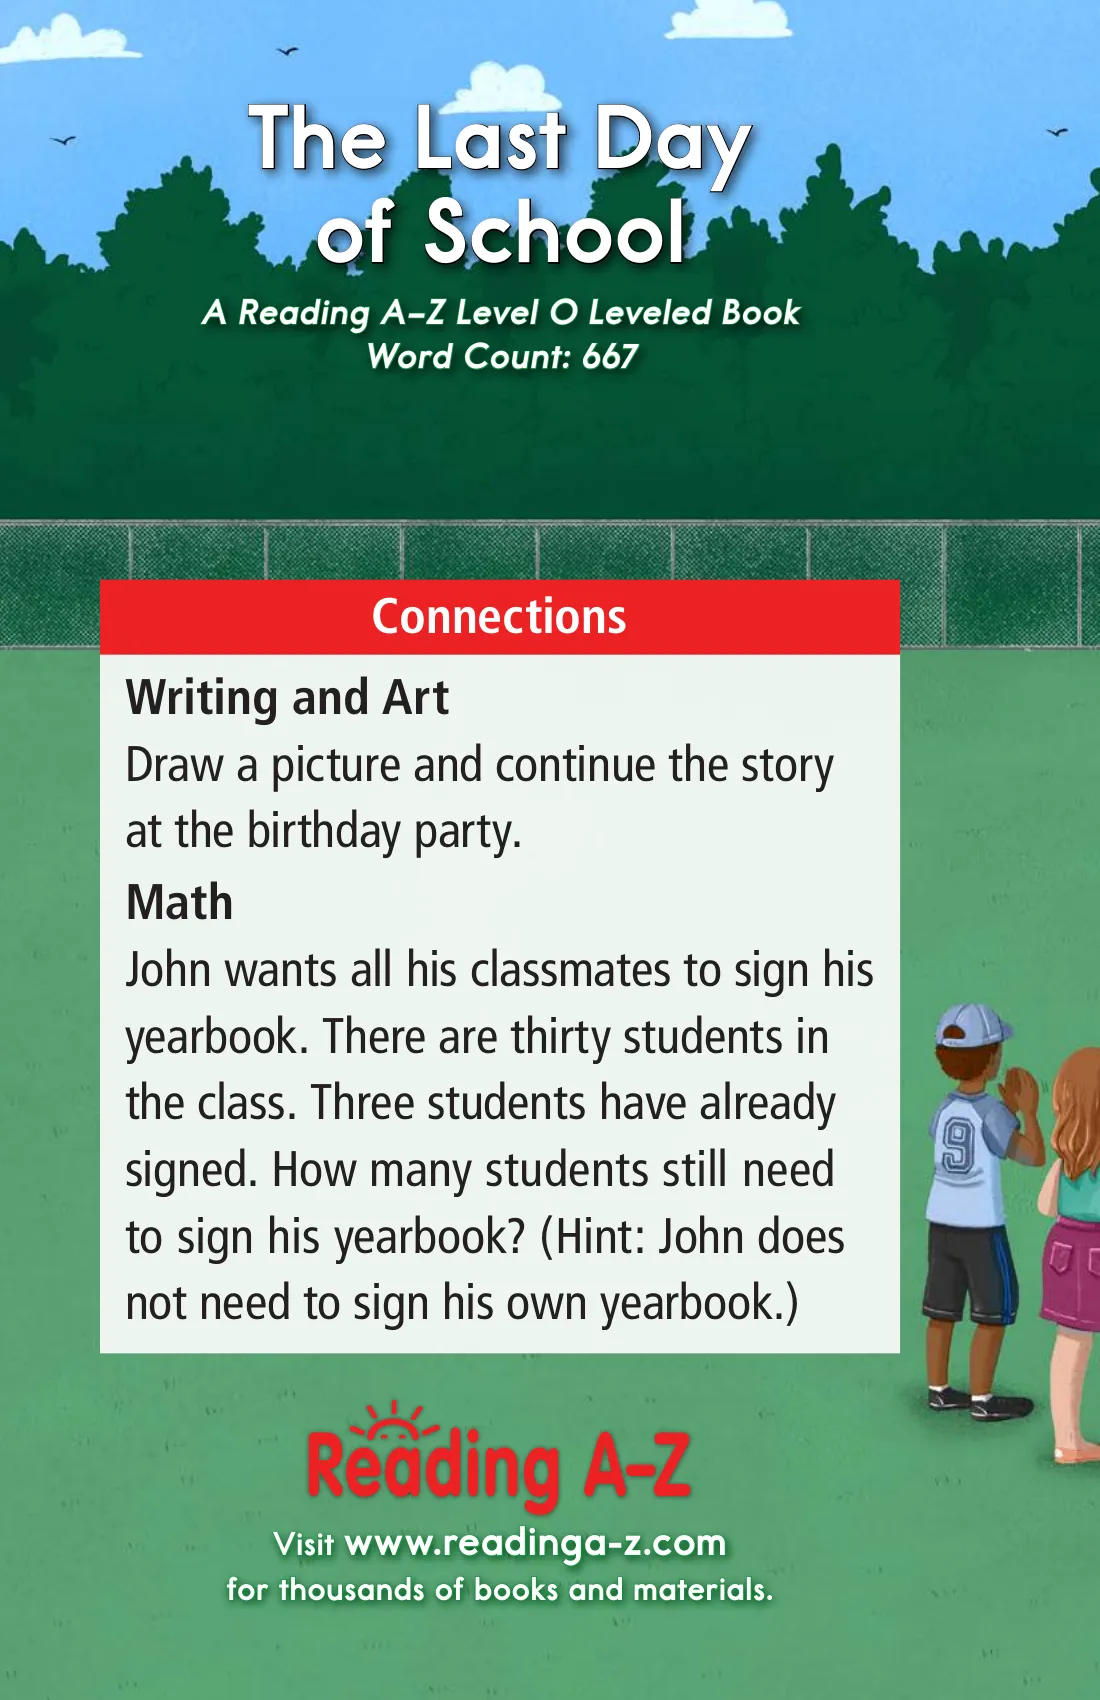 The Last Day
of School
A Reading A–Z Level O Leveled Book
Word Count: 667
Connections
Writing and Art
Draw a picture and continue the story
at the birthday party.
Math
John wants all his classmates to sign his
yearbook. There are thirty students in
the class. Three students have already
signed. How many students still need
to sign his yearbook? (Hint: John does
not need to sign his own yearbook.)
9
Reading A–Z
Visit www.readinga-z.com
for thousands of books and materials.